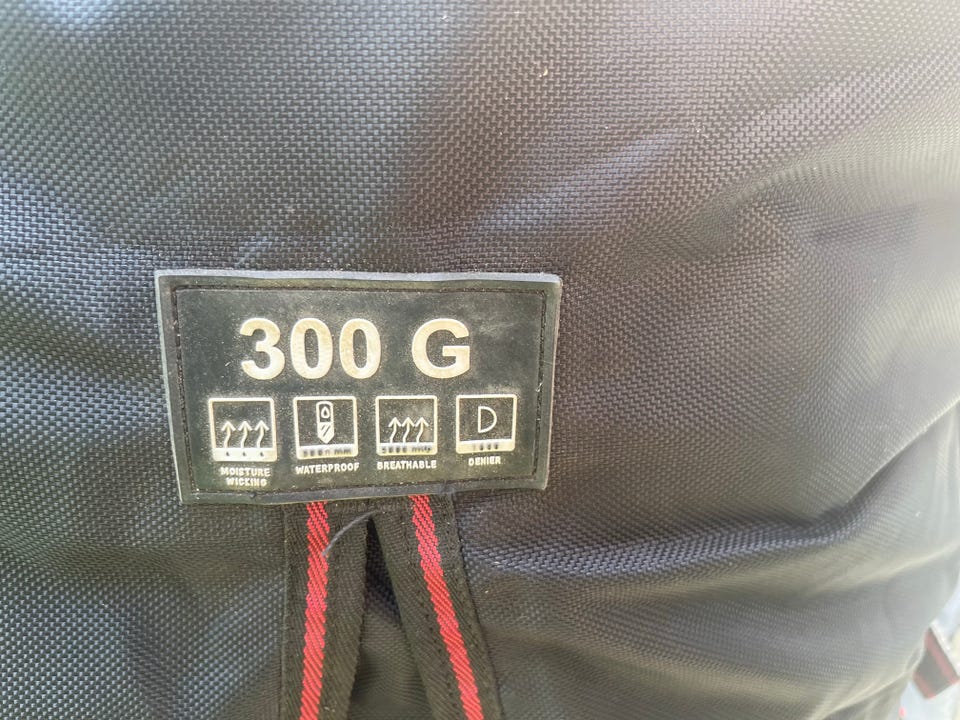 300 G
D
MOISTURE
WICKING
WATERPROOF
BREATHABLE
DENIER